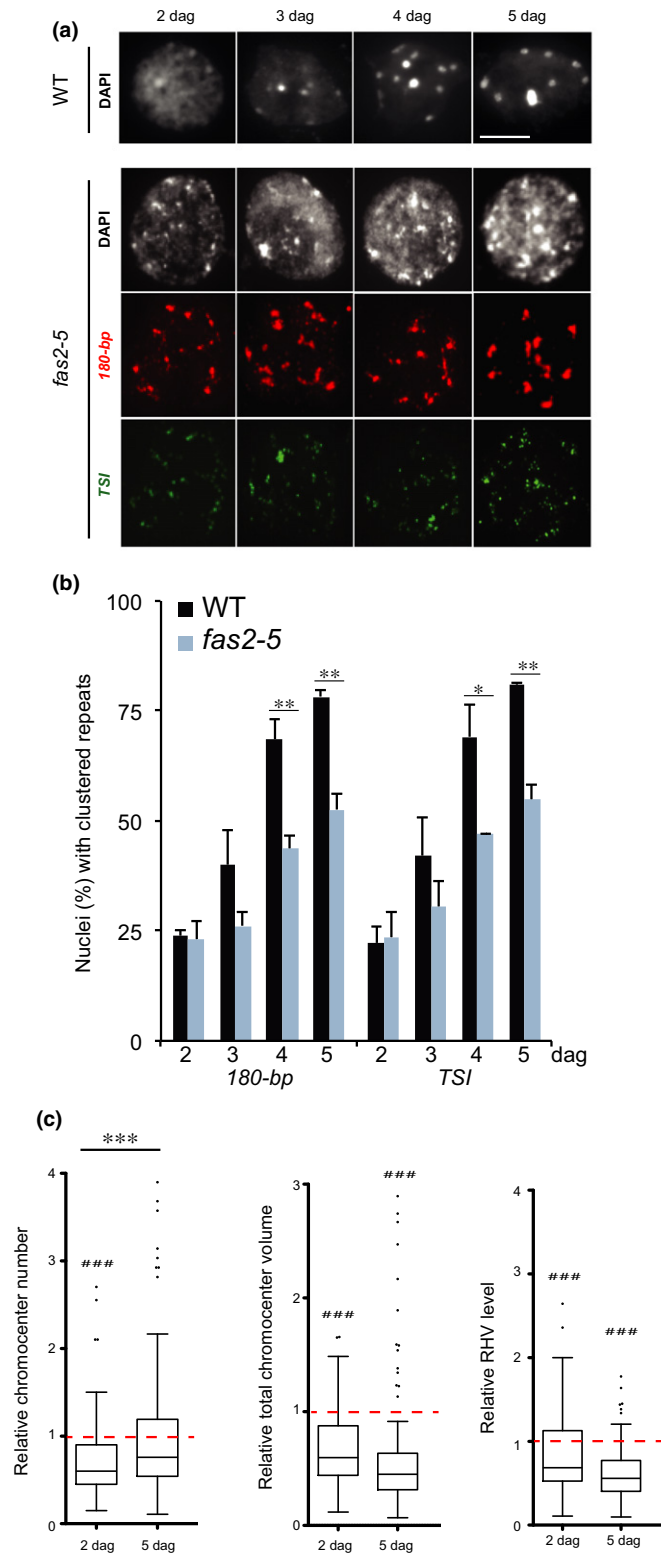 (a)
2 dag 3 dag 4 dag 5 dag
WT
DAPI
fas2-5
DAPI
180-bp
TSI
(b)
Nuclei (%) with clustered repeats
100
75
50
25
0
WT
fas2-5
** ** * **
2 3 4 5 2 3 4 5 dag
180-bp TSI
(c)
Relative chromocenter number
4
3
2
1
0
***
###
2 dag 5 dag
Relative total chromocenter volume
3
2
1
0
###
###
2 dag 5 dag
Relative RHV level
4
3
2
1
0
###
###
2 dag 5 dag